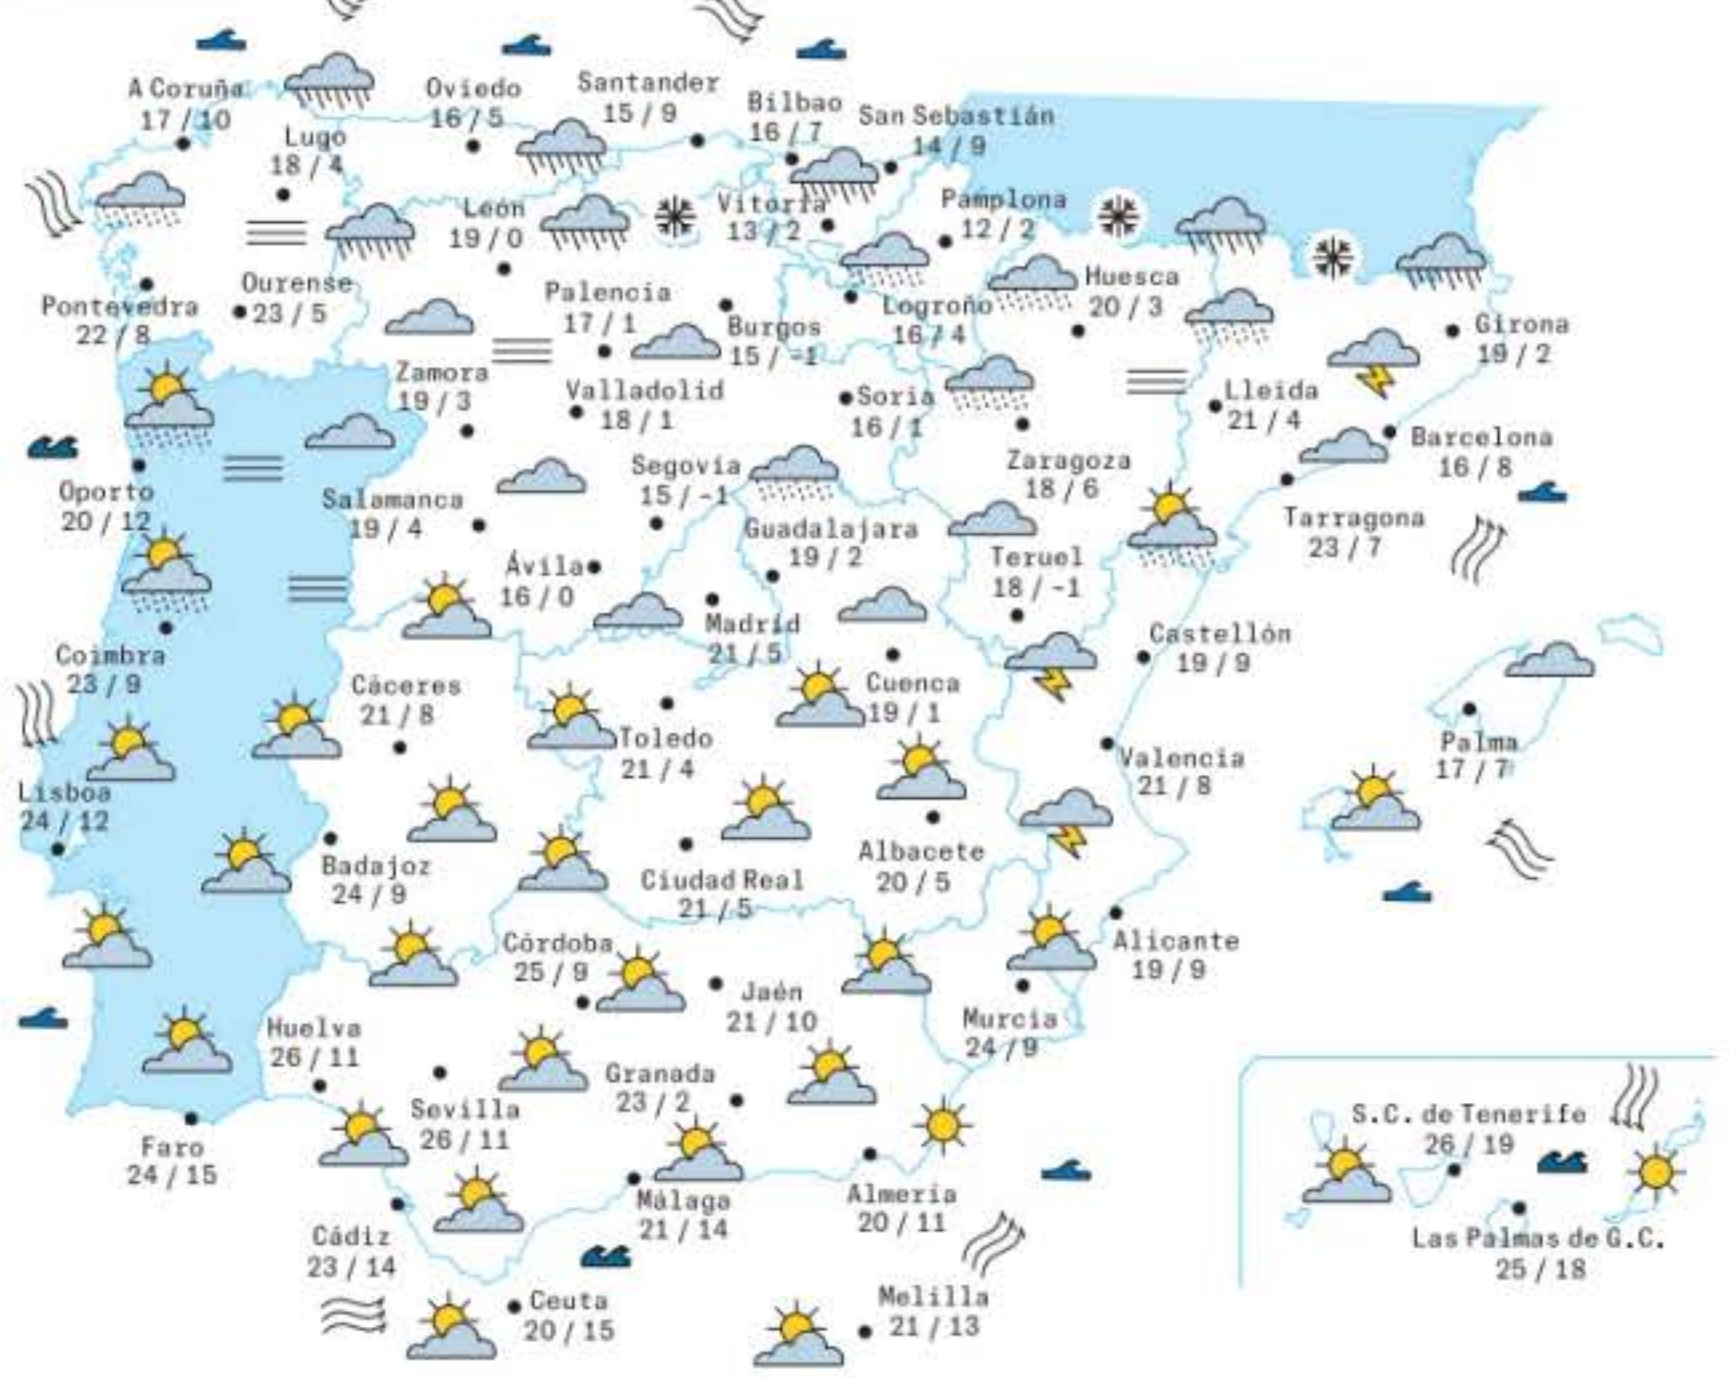 A Coruña
17 / 10
Oviedo
16 / 5
Santander
15 / 9
Bilbao
16 / 7
San Sebastián
14 / 9
Lugo
18 / 4
León
19 / 0
Vitoria
13 / 2
Pamplona
12 / 2
Pontevedra
22 / 8
Ourense
23 / 5
Palencia
17 / 1
Burgos
15 / -1
Logroño
16 / 4
Huesca
20 / 3
Girona
19 / 2
Zamora
19 / 3
Valladolid
18 / 1
Soria
16 / 1
Lleida
21 / 4
Barcelona
16 / 8
Oporto
20 / 12
Salamanca
19 / 4
Segovia
15 / -1
Guadalajara
19 / 2
Zaragoza
18 / 6
Tarragona
23 / 7
Ávila
16 / 0
Teruel
18 / -1
Coimbra
23 / 9
Madrid
21 / 5
Castellón
19 / 9
Cáceres
21 / 8
Cuenca
19 / 1
Toledo
21 / 4
Valencia
21 / 8
Palma
17 / 7
Lisboa
24 / 12
Badajoz
24 / 9
Ciudad Real
21 / 5
Albacete
20 / 5
Córdoba
25 / 9
Jaén
21 / 10
Alicante
19 / 9
Murcia
24 / 9
Huelva
26 / 11
Sevilla
26 / 11
Granada
23 / 2
Faro
24 / 15
Cádiz
23 / 14
Málaga
21 / 14
Almería
20 / 11
Ceuta
20 / 15
Melilla
21 / 13
S.C. de Tenerife
26 / 19
Las Palmas de G.C.
25 / 18